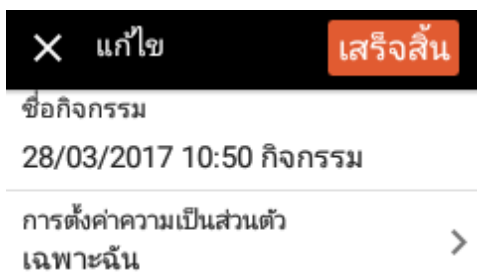 แก้ไข เสร็จสิ้น
ชื่อกิจกรรม
28/03/2017 10:50 กิจกรรม
การตั้งค่าความเป็นส่วนตัว
เฉพาะฉัน